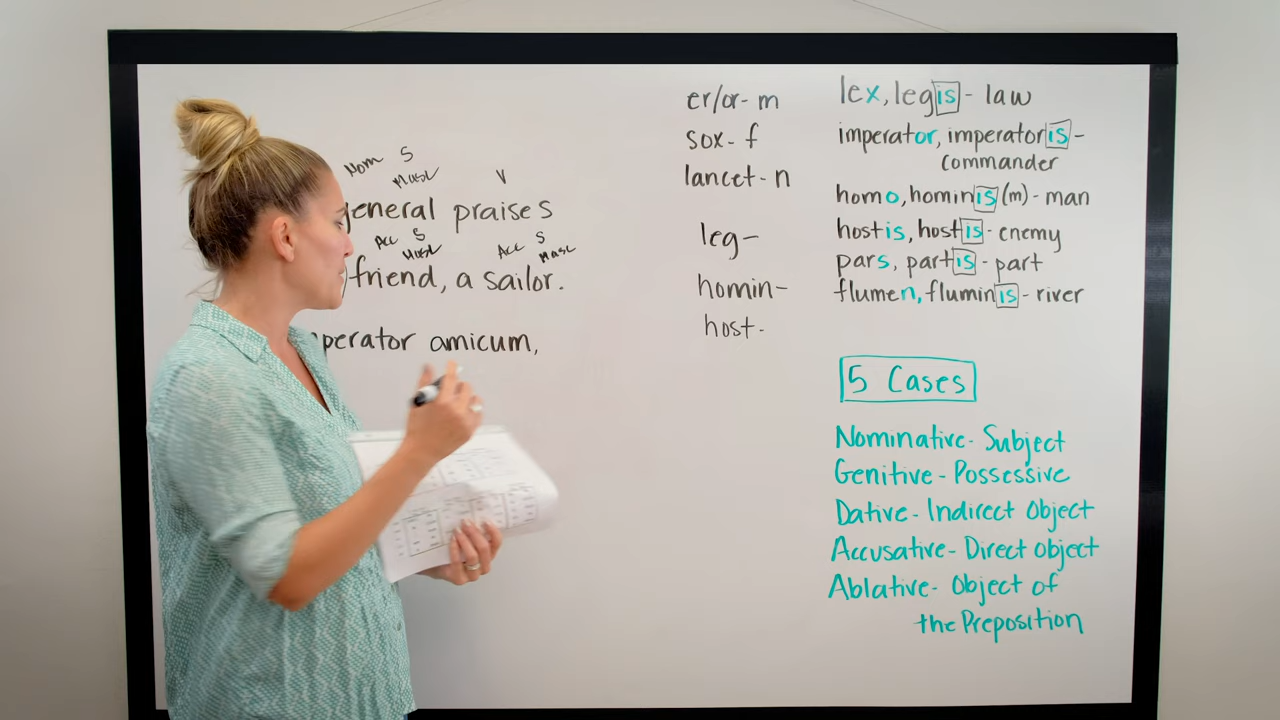 Nom S
Masc
V
general praises
Acc S
Masc
Acc S
Masc
friend, a sailor.
perator amicum,
er/or- m
sox- f
lancet- n
leg-
homin-
host-
lex, legis- law
imperator, imperatoris-
commander
homo, hominis (m) - man
hostis, hostis- enemy
pars, partis- part
flumen, fluminis- river
5 Cases
Nominative- Subject
Genitive- Possessive
Dative- Indirect Object
Accusative- Direct Object
Ablative- Object of
the Preposition